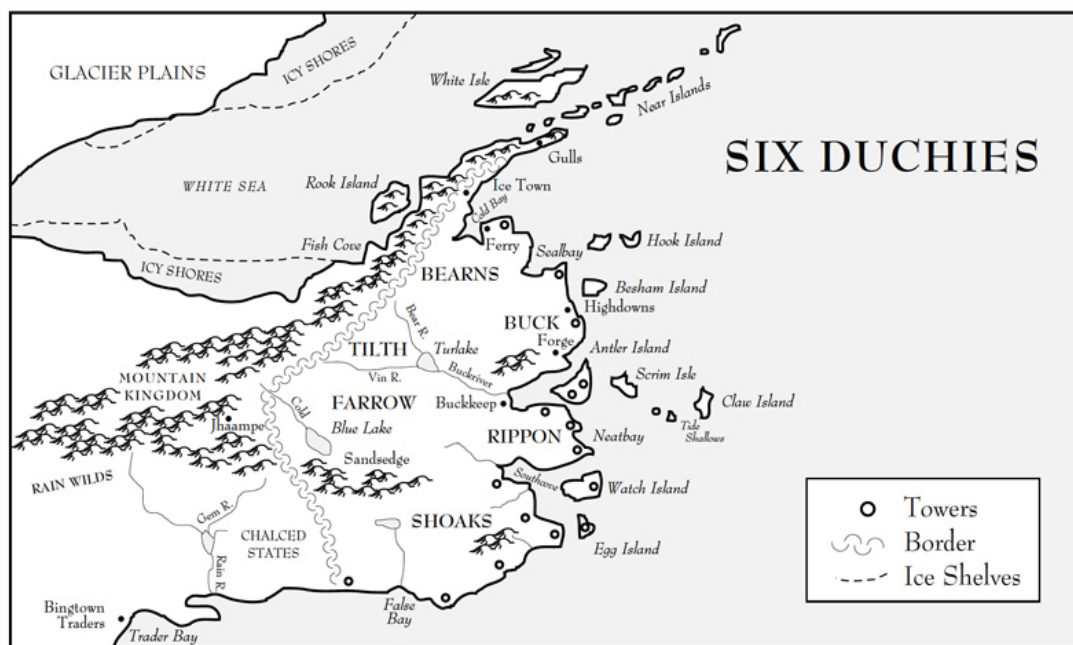 GLACIER PLAINS
ICY SHORES
White Isle
Near Islands
SIX DUCHIES
Gulls
WHITE SEA
Rook Island
Ice Town
Cold Bay
Fish Cove
Ferry
Sealbay
Hook Island
ICY SHORES
BEARNS
Besham Island
Highdowns
Bear R.
BUCK
Forge
TILTH
Turlake
Antler Island
Vin R.
Buckriver
Scrim Isle
MOUNTAIN
KINGDOM
FARROW
Buckkeep
Claw Island
Jhaampe
Cold
Blue Lake
RIPPON
Neatbay
Tide
Shallows
Sandsedge
RAIN WILDS
Southcove
Watch Island
Gem R.
CHALCED
STATES
SHOAKS
Egg Island
Rain R.
Bingtown
Traders
Trader Bay
False
Bay
Towers
Border
Ice Shelves